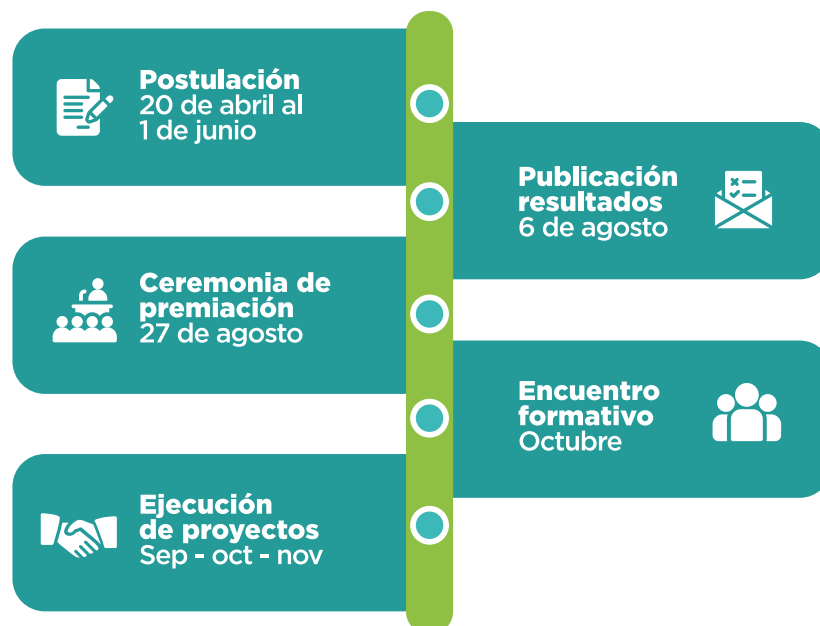 Postulación
20 de abril al
1 de junio
Publicación
resultados
6 de agosto
Ceremonia de
premiación
27 de agosto
Encuentro
formativo
Octubre
Ejecución
de proyectos
Sep - oct - nov